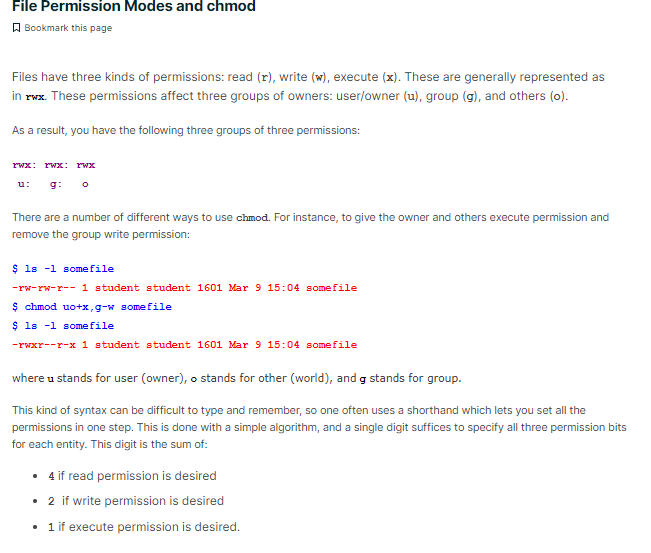 File Permission Modes and chmod
Bookmark this page
Files have three kinds of permissions: read (r), write (w), execute (x). These are generally represented as
in rwx. These permissions affect three groups of owners: user/owner (u), group (g), and others (o).
As a result, you have the following three groups of three permissions:
rwx: rwx: rwx
u: g: o
There are a number of different ways to use chmod. For instance, to give the owner and others execute permission and
remove the group write permission:
$ ls -l somefile
-rw-rw-r-- 1 student student 1601 Mar 9 15:04 somefile
$ chmod uo+x,g-w somefile
$ ls -l somefile
-rwxr--r-x 1 student student 1601 Mar 9 15:04 somefile
where u stands for user (owner), o stands for other (world), and g stands for group.
This kind of syntax can be difficult to type and remember, so one often uses a shorthand which lets you set all the
permissions in one step. This is done with a simple algorithm, and a single digit suffices to specify all three permission bits
for each entity. This digit is the sum of:
• 4 if read permission is desired
• 2 if write permission is desired
• 1 if execute permission is desired.